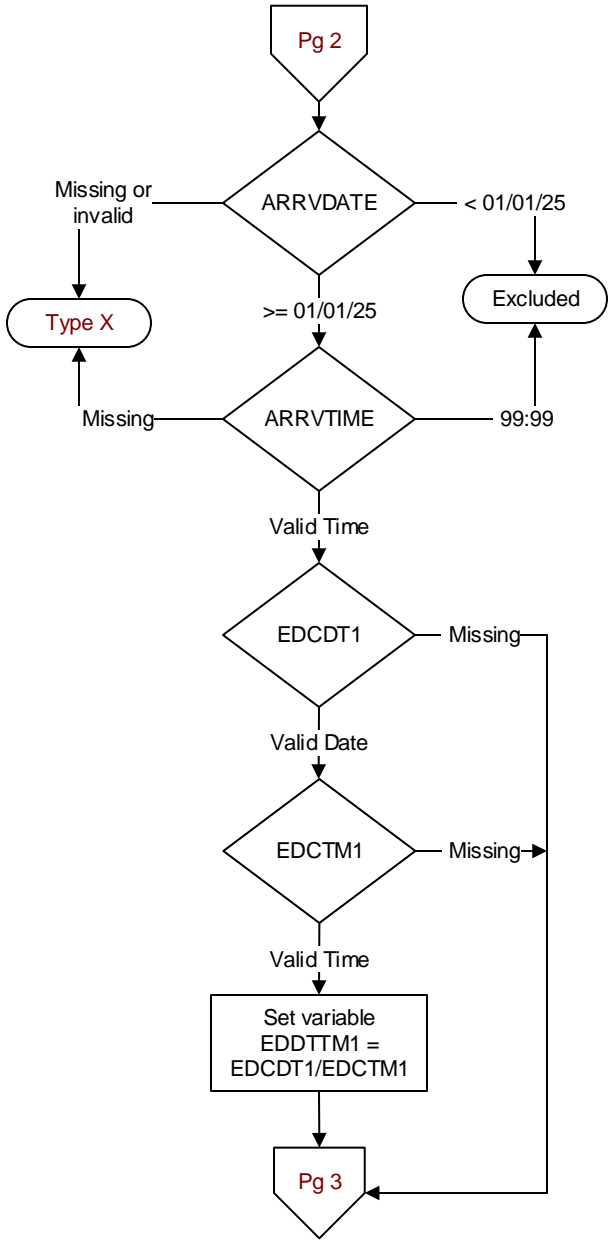 Pg 2
ARRVDATE
Missing or
invalid
< 01/01/25
>= 01/01/25
Type X
Excluded
ARRVTIME
Missing
99:99
Valid Time
EDCDT1
Missing
Valid Date
EDCTM1
Missing
Valid Time
Set variable
EDDTTM1 =
EDCDT1/EDCTM1
Pg 3